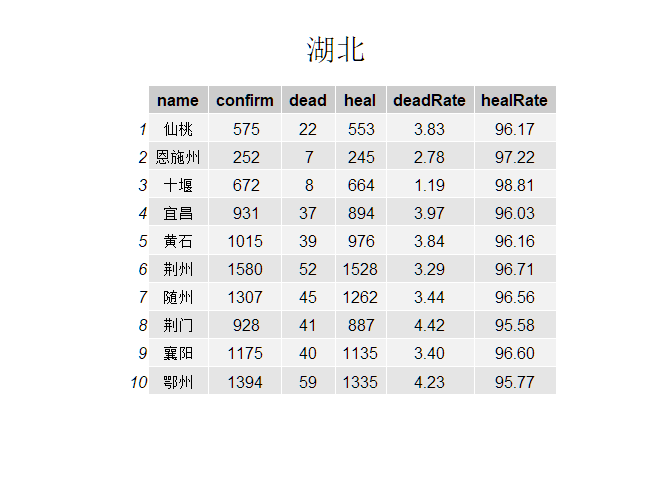 湖北
name confirm dead heal deadRate healRate
1 仙桃 575 22 553 3.83 96.17
2 恩施州 252 7 245 2.78 97.22
3 十堰 672 8 664 1.19 98.81
4 宜昌 931 37 894 3.97 96.03
5 黄石 1015 39 976 3.84 96.16
6 荆州 1580 52 1528 3.29 96.71
7 随州 1307 45 1262 3.44 96.56
8 荆门 928 41 887 4.42 95.58
9 襄阳 1175 40 1135 3.40 96.60
10 鄂州 1394 59 1335 4.23 95.77